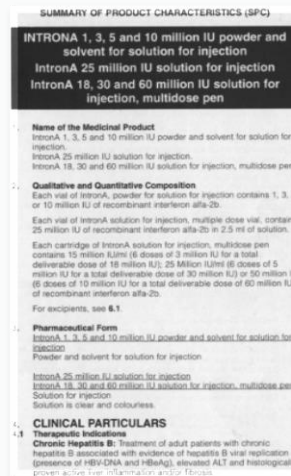 SUMMARY OF PRODUCT CHARACTERISTICS (SPC)
INTRONA 1, 3, 5 and 10 million IU powder and
solvent for solution for injection
IntronA 25 million IU solution for injection
IntronA 18, 30 and 60 million IU solution for
injection, multidose pen
Name of the Medicinal Product
IntronA 1, 3, 5 and 10 million IU powder and solvent for solution for
injection.
IntronA 25 million IU solution for injection.
IntronA 18, 30 and 60 million IU solution for injection, multidose pen
2. Qualitative and Quantitative Composition
Each vial of IntronA, powder for solution for injection contains 1, 3,
or 10 million IU of recombinant interferon alfa-2b.
Each vial of IntronA solution for injection, multiple dose vial, contain
25 million IU of recombinant interferon alfa-2b in 2.5 ml of solution.
Each cartridge of IntronA solution for injection, multidose pen
contains 15 million IU/ml (6 doses of 3 million IU for a total
deliverable dose of 18 million IU); 25 Million IU/ml (6 doses of 5
million IU for a total deliverable dose of 30 million IU) or 50 million
(6 doses of 10 million IU for a total deliverable dose of 60 million IU
of recombinant interferon alfa-2b.
For excipients, see 6.1.
Pharmaceutical Form
IntronA 1, 3, 5 and 10 million IU powder and solvent for solution for
injection
Powder and solvent for solution for injection
IntronA 25 million IU solution for injection
IntronA 18, 30 and 60 million IU solution for injection, multidose pen
Solution for injection
Solution is clear and colourless.
4. CLINICAL PARTICULARS
4.1 Therapeutic Indications
Chronic Hepatitis B: Treatment of adult patients with chronic
hepatitis B associated with evidence of hepatitis B viral replication
(presence of HBV-DNA and HBeAg), elevated ALT and histological
proven active liver inflammation and/or fibrosis.